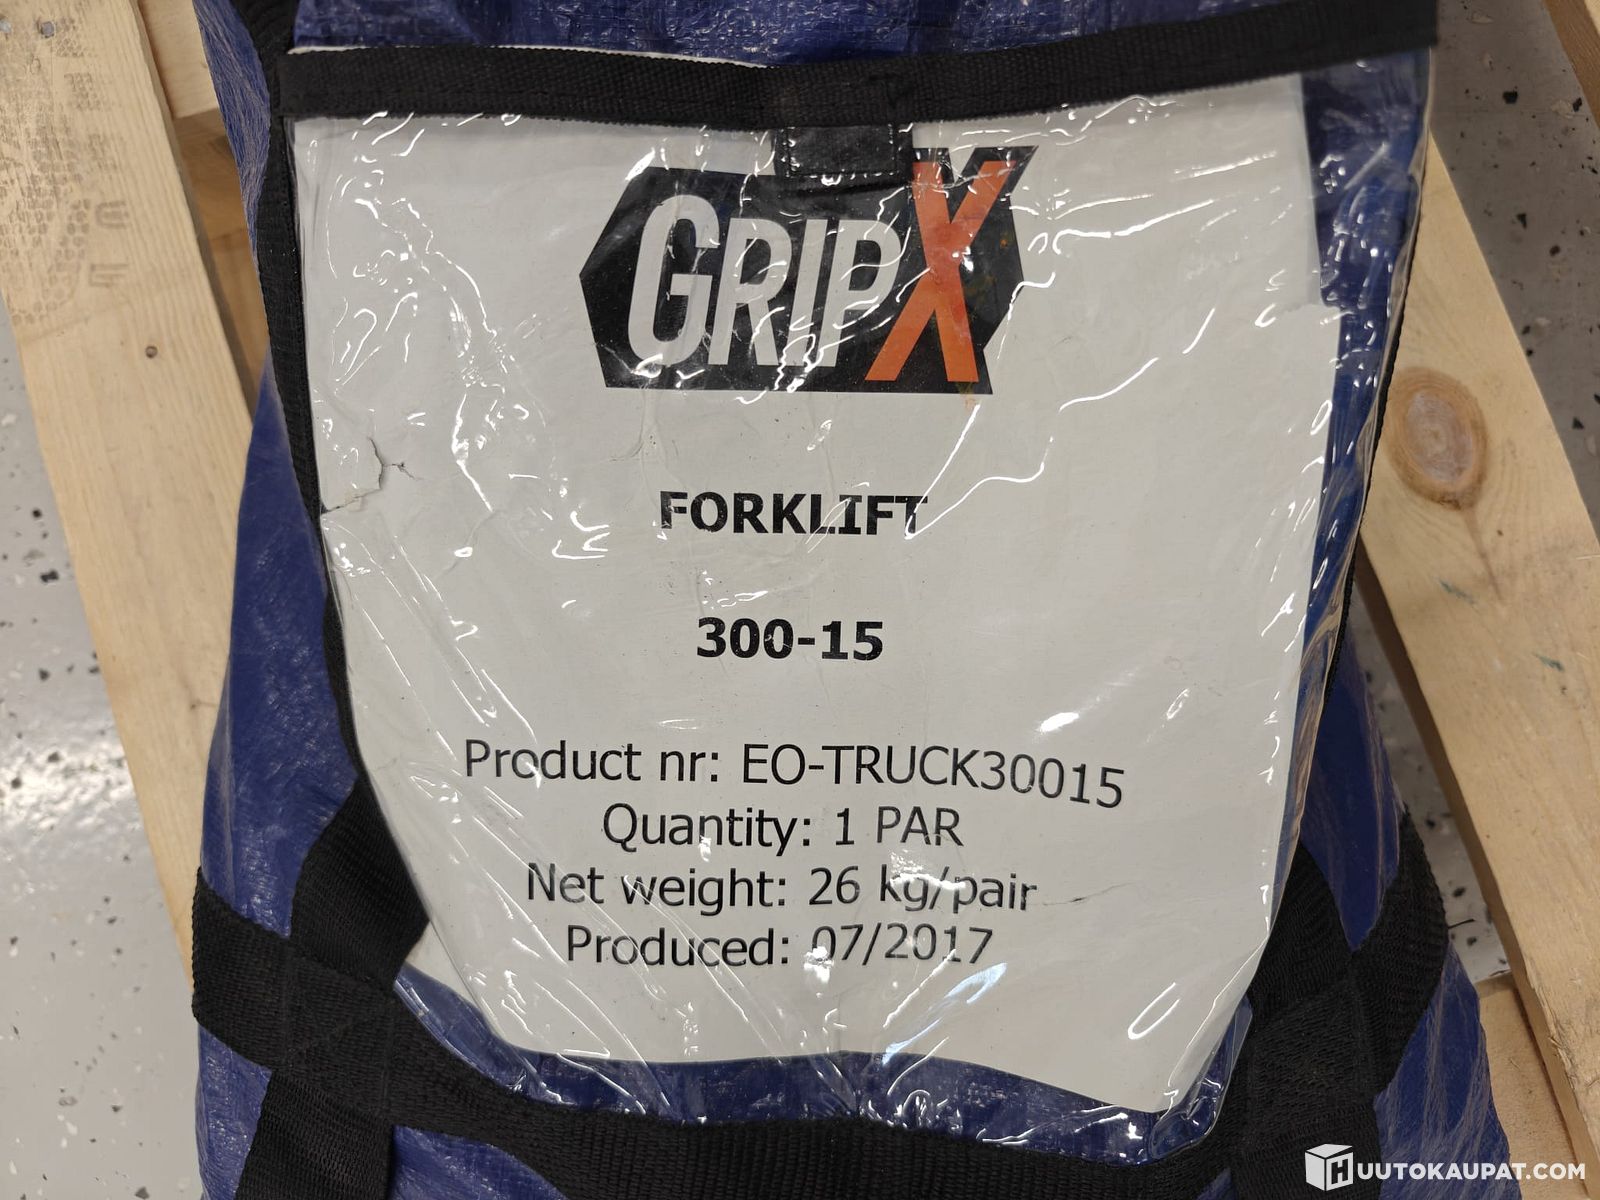 GRIPX
FORKLIFT
300-15
Product nr: EO-TRUCK30015
Quantity: 1 PAR
Net weight: 26 kg/pair
Produced: 07/2017
HUUTOKAUPAT.COM